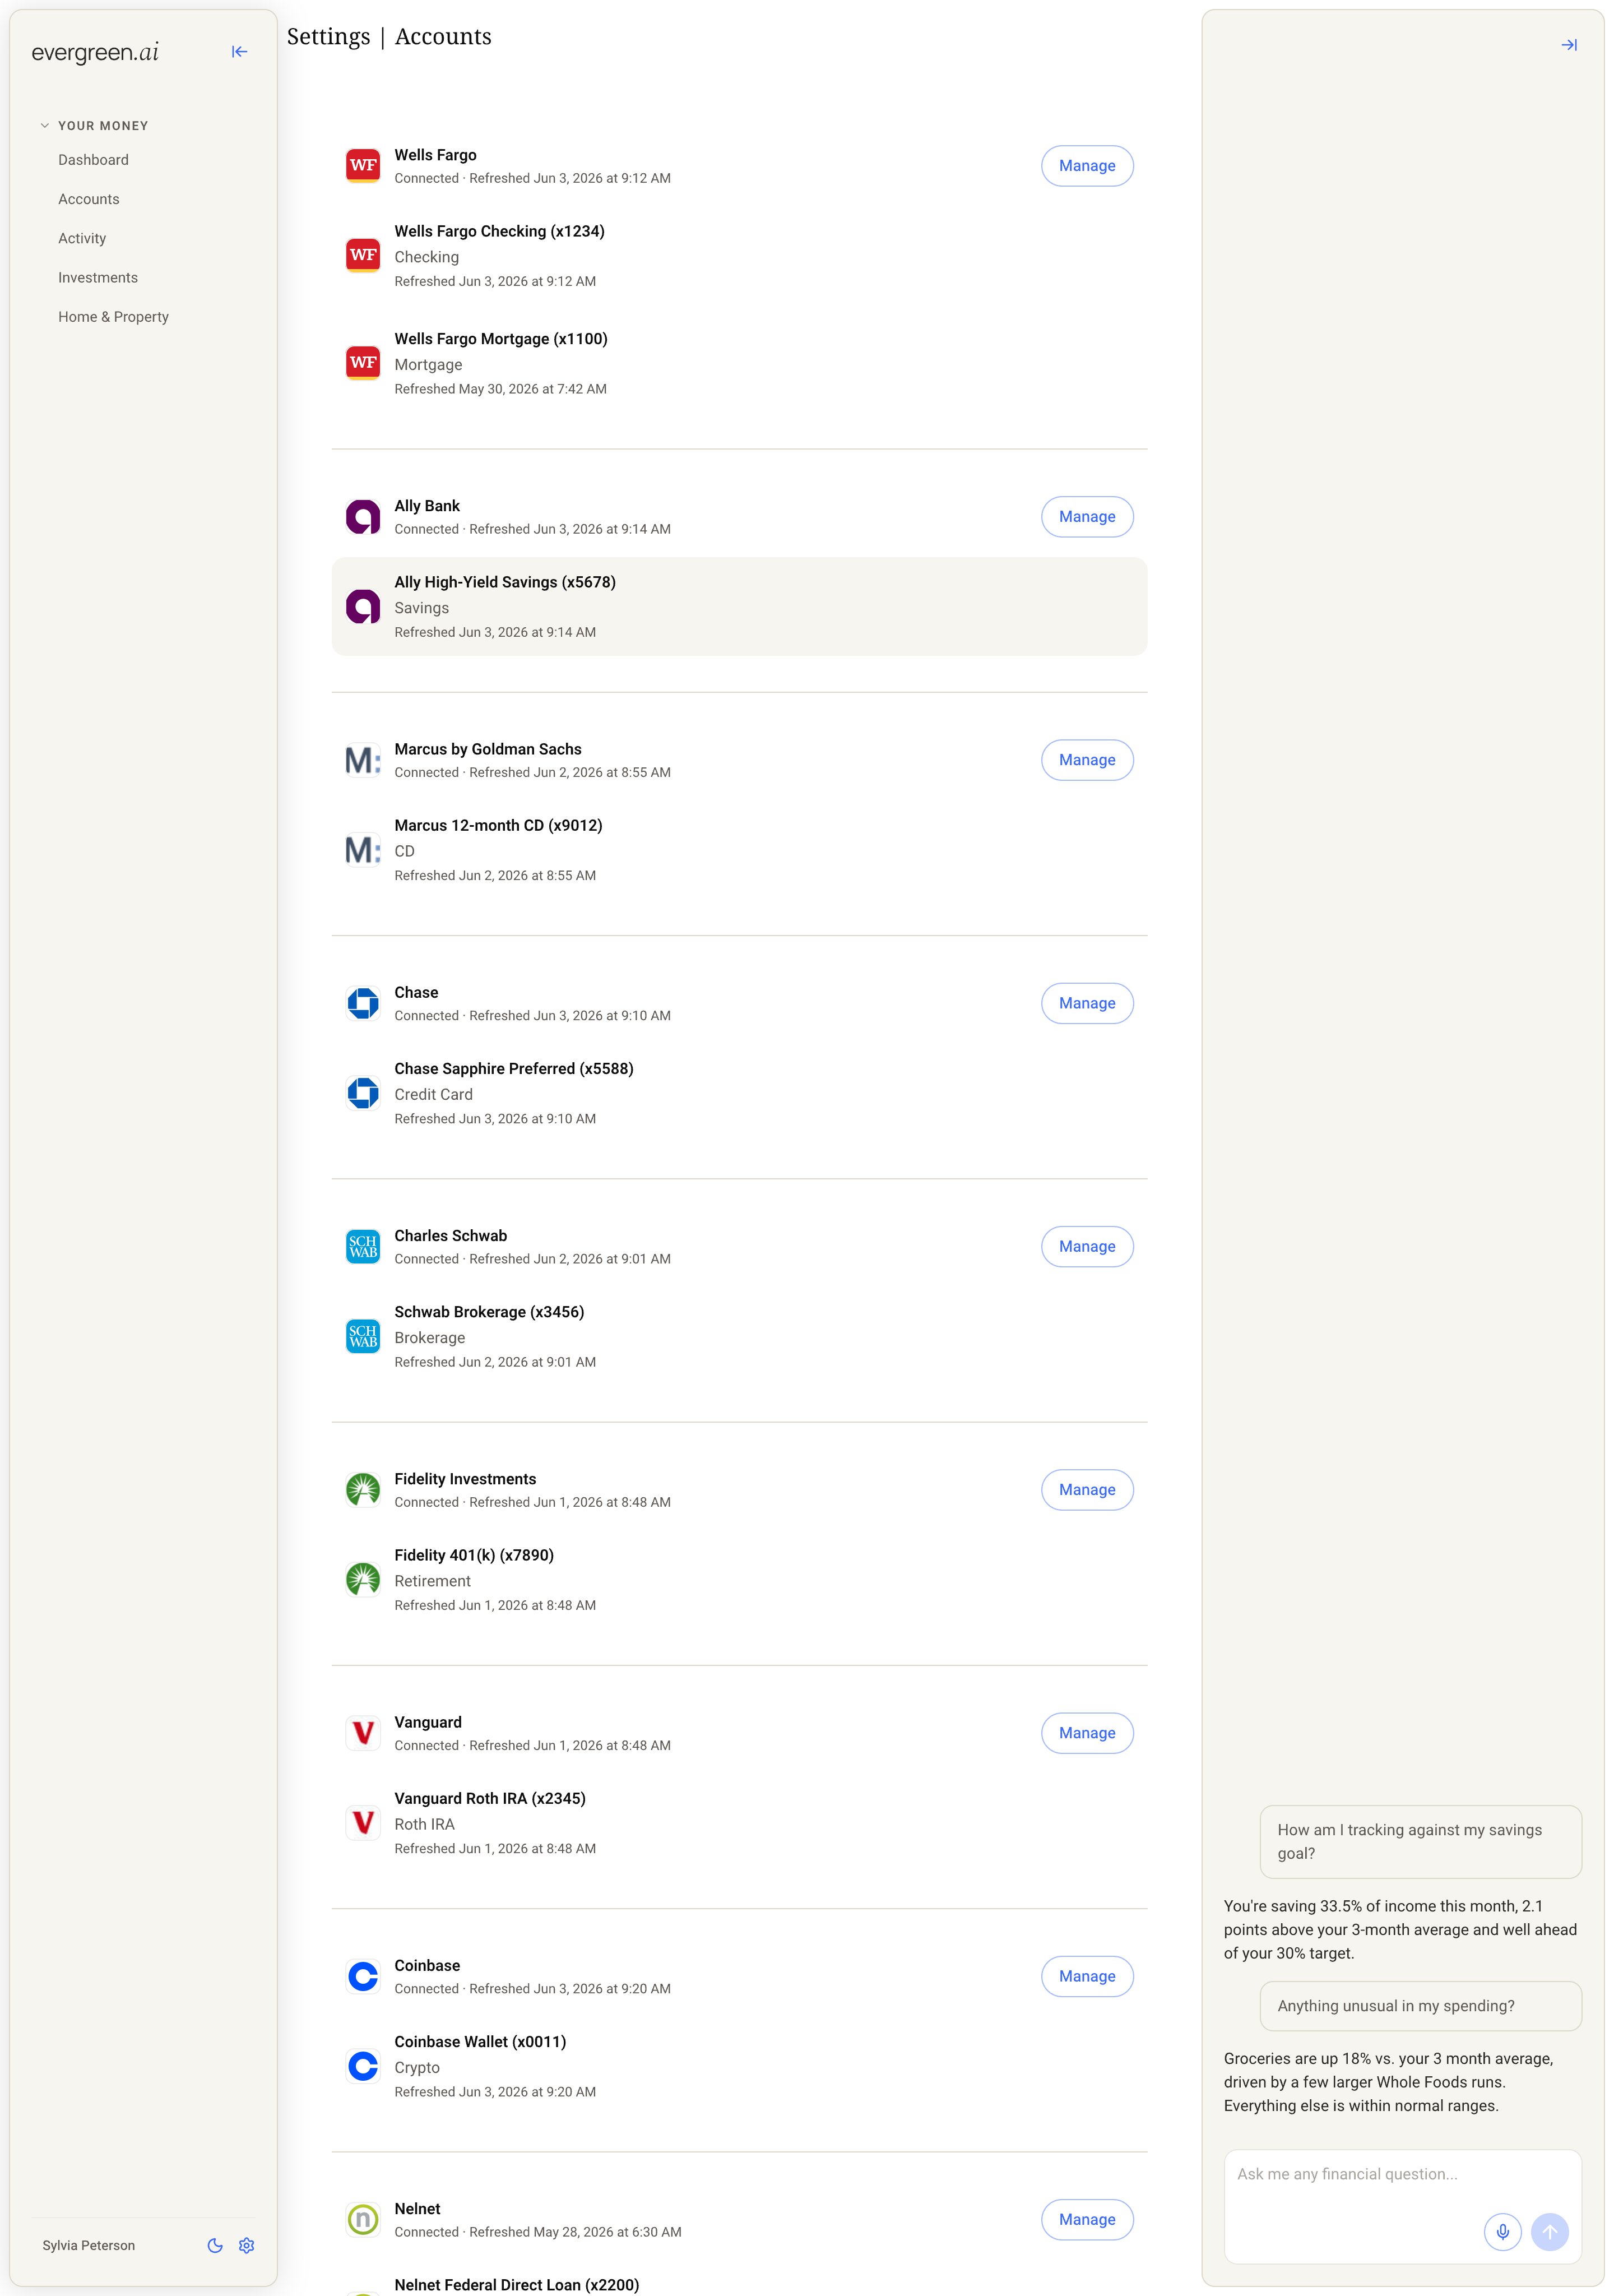 evergreen.ai
YOUR MONEY
Dashboard
Accounts
Activity
Investments
Home & Property
Sylvia Peterson
Settings | Accounts
WF
Wells Fargo
Connected · Refreshed Jun 3, 2026 at 9:12 AM
Manage
WF
Wells Fargo Checking (x1234)
Checking
Refreshed Jun 3, 2026 at 9:12 AM
WF
Wells Fargo Mortgage (x1100)
Mortgage
Refreshed May 30, 2026 at 7:42 AM
Ally Bank
Connected · Refreshed Jun 3, 2026 at 9:14 AM
Manage
Ally High-Yield Savings (x5678)
Savings
Refreshed Jun 3, 2026 at 9:14 AM
M:
Marcus by Goldman Sachs
Connected · Refreshed Jun 2, 2026 at 8:55 AM
Manage
M:
Marcus 12-month CD (x9012)
CD
Refreshed Jun 2, 2026 at 8:55 AM
Chase
Connected · Refreshed Jun 3, 2026 at 9:10 AM
Manage
Chase Sapphire Preferred (x5588)
Credit Card
Refreshed Jun 3, 2026 at 9:10 AM
SCH
WAB
Charles Schwab
Connected · Refreshed Jun 2, 2026 at 9:01 AM
Manage
SCH
WAB
Schwab Brokerage (x3456)
Brokerage
Refreshed Jun 2, 2026 at 9:01 AM
Fidelity Investments
Connected · Refreshed Jun 1, 2026 at 8:48 AM
Manage
Fidelity 401(k) (x7890)
Retirement
Refreshed Jun 1, 2026 at 8:48 AM
V
Vanguard
Connected · Refreshed Jun 1, 2026 at 8:48 AM
Manage
V
Vanguard Roth IRA (x2345)
Roth IRA
Refreshed Jun 1, 2026 at 8:48 AM
Coinbase
Connected · Refreshed Jun 3, 2026 at 9:20 AM
Manage
Coinbase Wallet (x0011)
Crypto
Refreshed Jun 3, 2026 at 9:20 AM
n
Nelnet
Connected · Refreshed May 28, 2026 at 6:30 AM
Manage
Nelnet Federal Direct Loan (x2200)
How am I tracking against my savings
goal?
You're saving 33.5% of income this month, 2.1
points above your 3-month average and well ahead
of your 30% target.
Anything unusual in my spending?
Groceries are up 18% vs. your 3 month average,
driven by a few larger Whole Foods runs.
Everything else is within normal ranges.
Ask me any financial question...